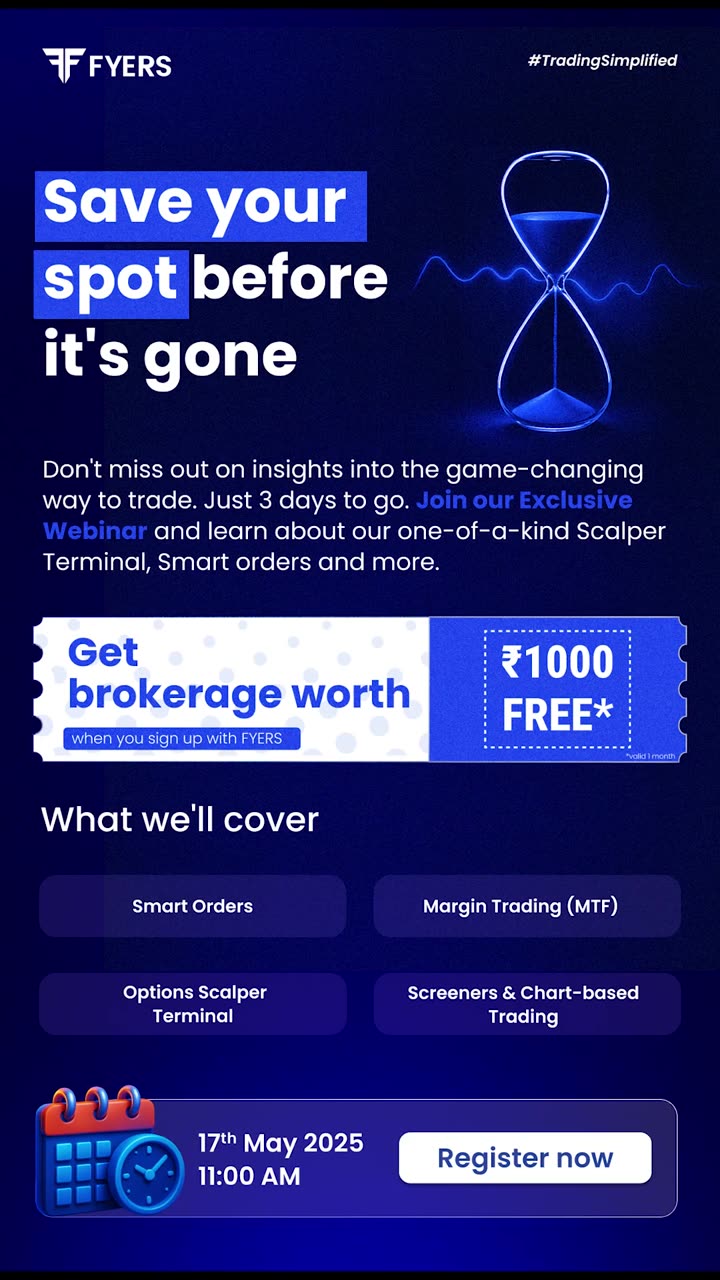 FYERS
#TradingSimplified
Save your
spot before
it's gone
Don't miss out on insights into the game-changing
way to trade. Just 3 days to go. Join our Exclusive
Webinar and learn about our one-of-a-kind Scalper
Terminal, Smart orders and more.
Get
brokerage worth
when you sign up with FYERS
₹1000
FREE*
*valid 1 month
What we'll cover
Smart Orders
Margin Trading (MTF)
Options Scalper
Terminal
Screeners & Chart-based
Trading
17th May 2025
11:00 AM
Register now